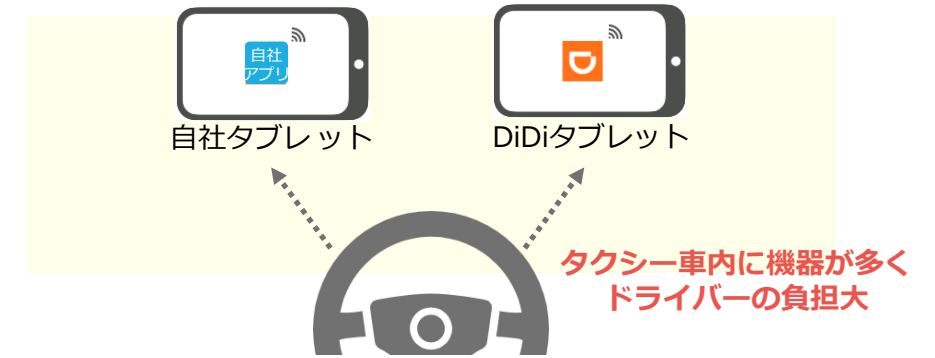 自社
アプリ
自社タブレット
DiDiタブレット
タクシー車内に機器が多く
ドライバーの負担大